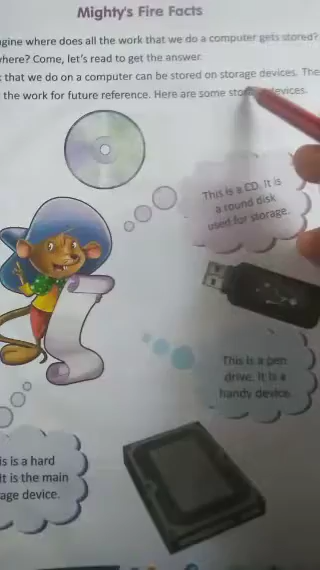 Mighty's Fire Facts
agine where does all the work that we do a computer gets stored?
where? Come, let's read to get the answer.
that we do on a computer can be stored on storage devices. The
the work for future reference. Here are some devices.
This is a CD. It is
a round disk
used for storage.
This is a pen
drive. It is a
handy device.
is is a hard
It is the main
age device.